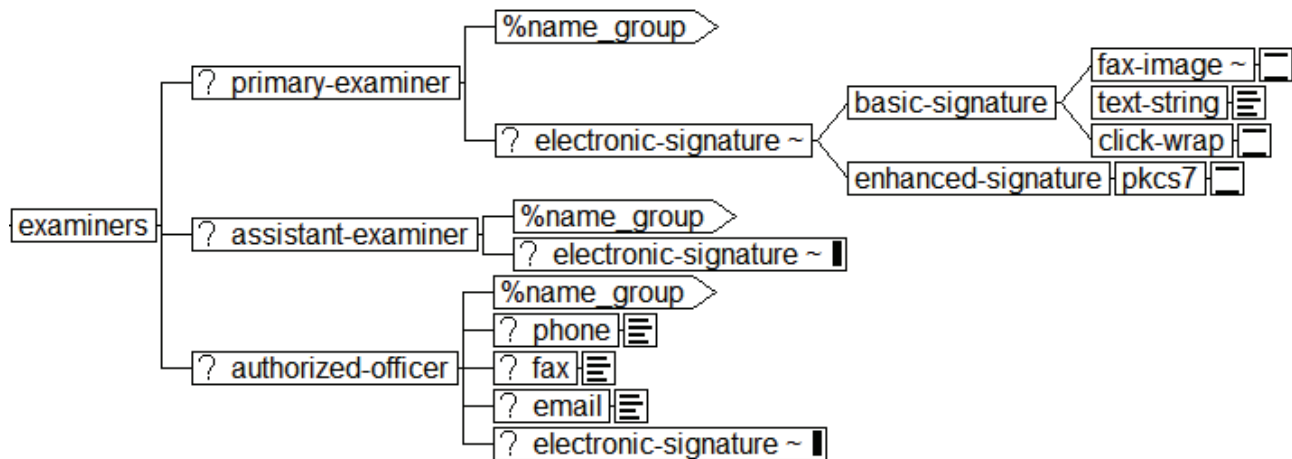 examiners
? primary-examiner
%name_group
? electronic-signature ~
basic-signature
fax-image ~
text-string
click-wrap
enhanced-signature
pkcs7
? assistant-examiner
%name_group
? electronic-signature ~
? authorized-officer
%name_group
? phone
? fax
? email
? electronic-signature ~